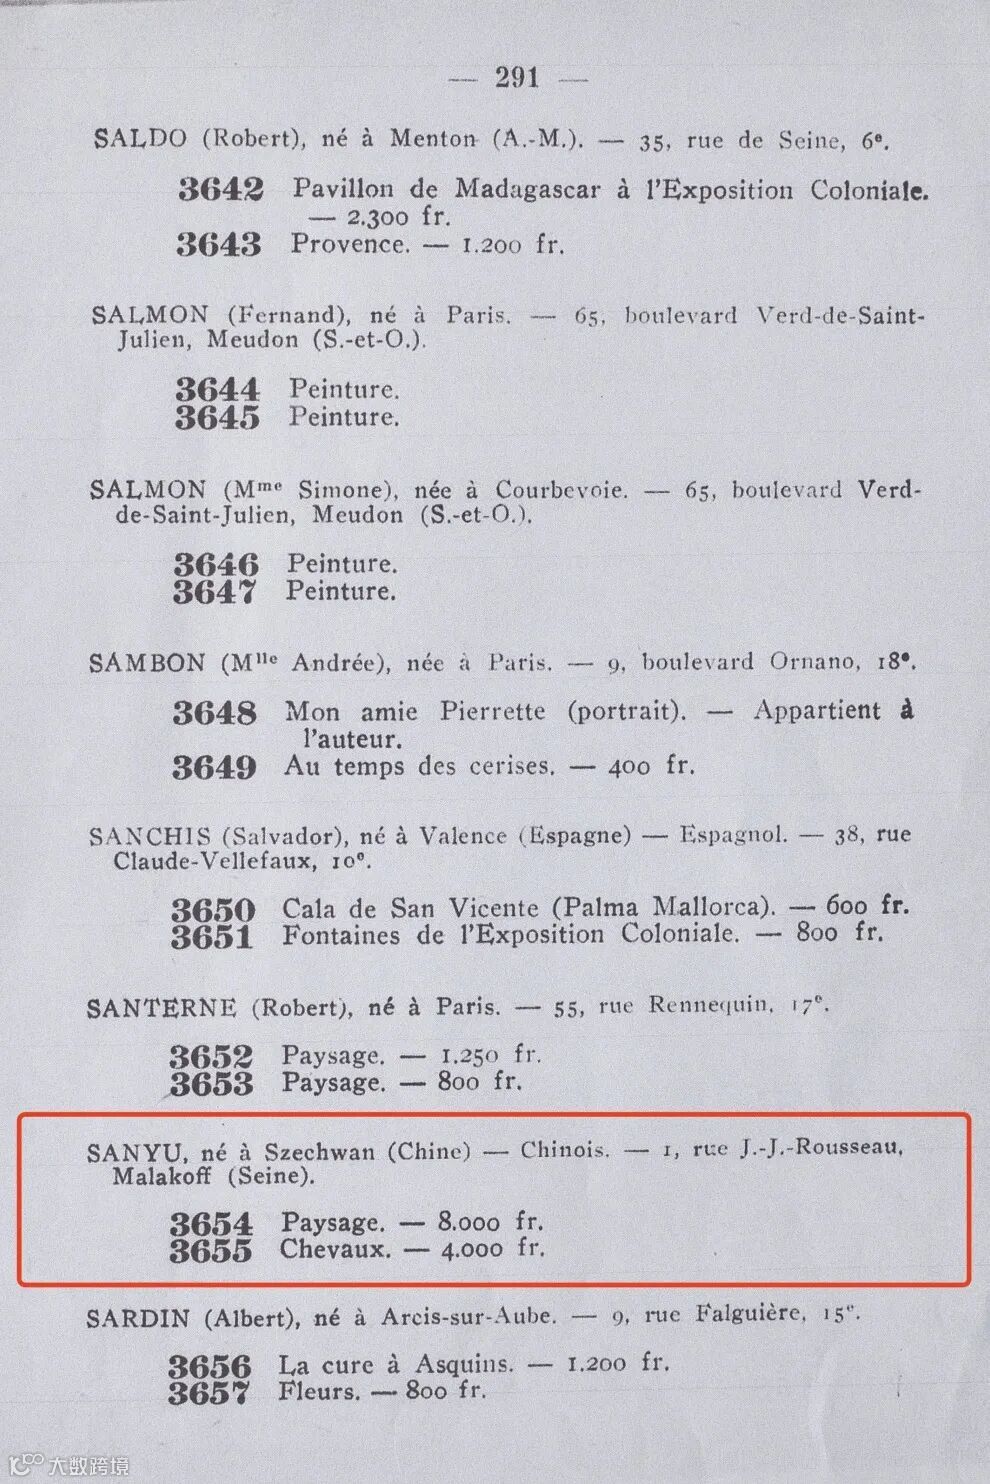 — 291 —
SALDO (Robert), né à Menton (A.-M.). — 35, rue de Seine, 6e.
3642 Pavillon de Madagascar à l'Exposition Coloniale.
— 2.300 fr.
3643 Provence. — 1.200 fr.
SALMON (Fernand), né à Paris. — 65, boulevard Verd-de-Saint-
Julien, Meudon (S.-et-O.).
3644 Peinture.
3645 Peinture.
SALMON (Mme Simone), née à Courbevoie. — 65, boulevard Verd-
de-Saint-Julien, Meudon (S.-et-O.).
3646 Peinture.
3647 Peinture.
SAMBON (Mlle Andrée), née à Paris. — 9, boulevard Ornano, 18e.
3648 Mon amie Pierrette (portrait). — Appartient à
l'auteur.
3649 Au temps des cerises. — 400 fr.
SANCHIS (Salvador), né à Valence (Espagne) — Espagnol. — 38, rue
Claude-Vellefaux, 10e.
3650 Cala de San Vicente (Palma Mallorca). — 600 fr.
3651 Fontaines de l'Exposition Coloniale. — 800 fr.
SANTERNE (Robert), né à Paris. — 55, rue Rennequin, 17e.
3652 Paysage. — 1.250 fr.
3653 Paysage. — 800 fr.
SANYU, né à Szechwan (Chine) — Chinois. — 1, rue J.-J.-Rousseau,
Malakoff (Seine).
3654 Paysage. — 8.000 fr.
3655 Chevaux. — 4.000 fr.
SARDIN (Albert), né à Arcis-sur-Aube. — 9, rue Falguière, 15e.
3656 La cure à Asquins. — 1.200 fr.
3657 Fleurs. — 800 fr.
大数跨境